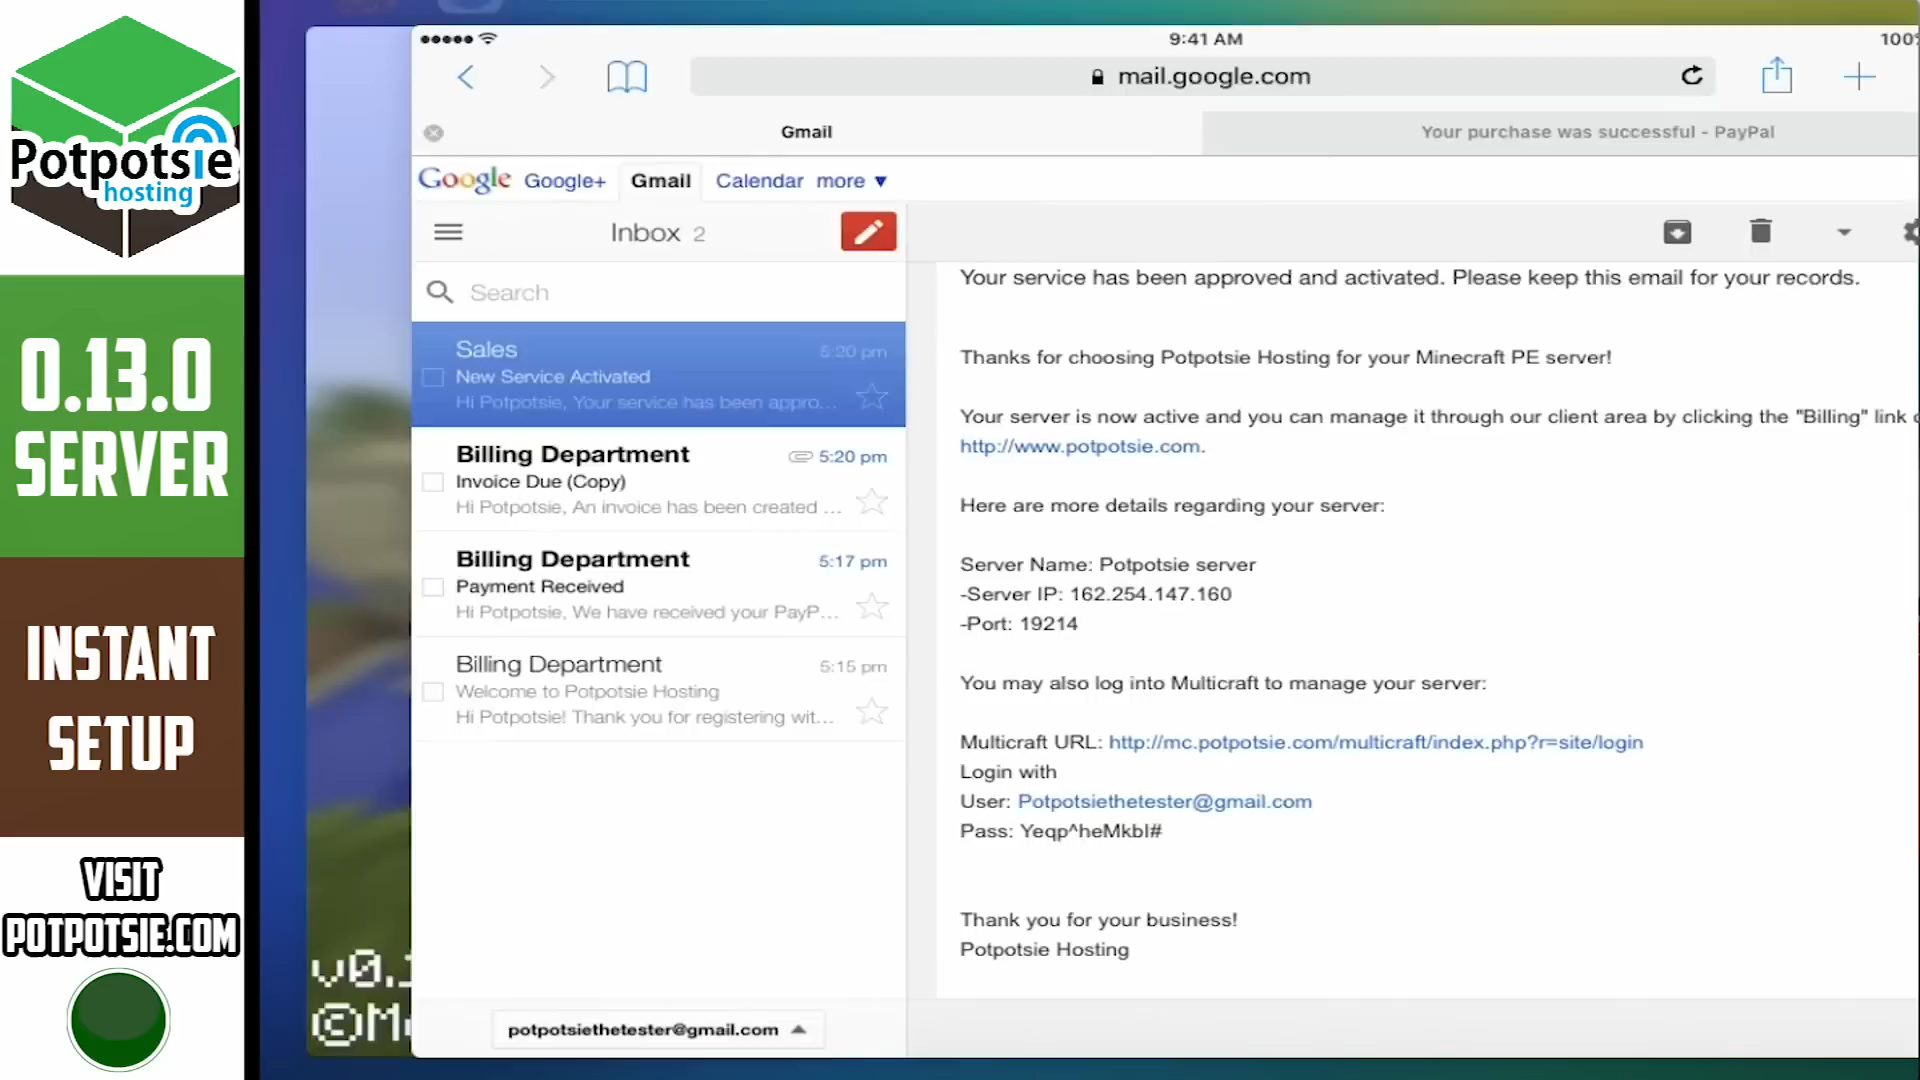 Potpotsie
hosting
0.13.0
SERVER
INSTANT
SETUP
VISIT
POTPOTSIE.COM
9:41 AM
100%
mail.google.com
Gmail
Your purchase was successful - PayPal
Google Google+ Gmail Calendar more ▼
Inbox 2
Search
Sales 5:20 pm
New Service Activated
Hi Potpotsie, Your service has been appro...
Billing Department 5:20 pm
Invoice Due (Copy)
Hi Potpotsie, An invoice has been created ...
Billing Department 5:17 pm
Payment Received
Hi Potpotsie, We have received your PayP...
Billing Department 5:15 pm
Welcome to Potpotsie Hosting
Hi Potpotsie! Thank you for registering wit...
potpotsiethetester@gmail.com
Your service has been approved and activated. Please keep this email for your records.
Thanks for choosing Potpotsie Hosting for your Minecraft PE server!
Your server is now active and you can manage it through our client area by clicking the "Billing" link
http://www.potpotsie.com.
Here are more details regarding your server:
Server Name: Potpotsie server
-Server IP: 162.254.147.160
-Port: 19214
You may also log into Multicraft to manage your server:
Multicraft URL: http://mc.potpotsie.com/multicraft/index.php?r=site/login
Login with
User: Potpotsiethetester@gmail.com
Pass: Yeqp^heMkbI#
Thank you for your business!
Potpotsie Hosting
v0.1
©M